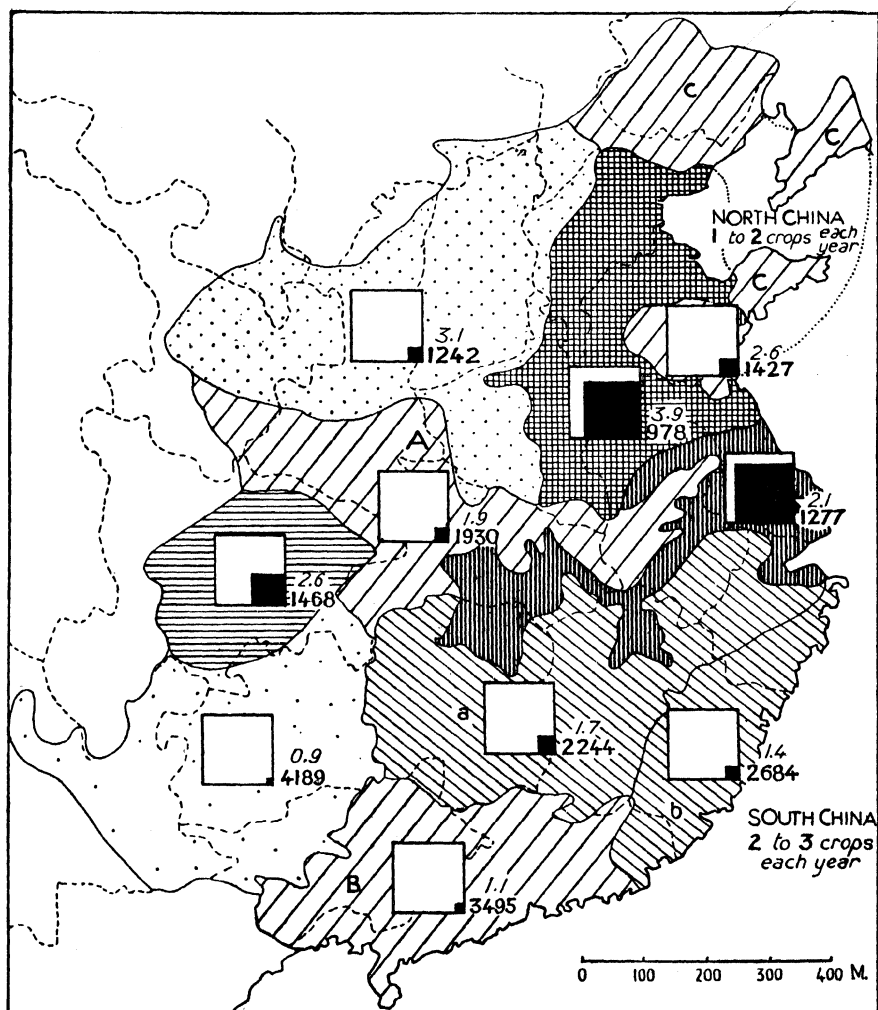 C
C
NORTH CHINA
1 to 2 crops each
year
C
3.1
1242
2.6
1427
3.9
978
A
2.1
1277
1.9
1930
2.6
1468
a
1.7
2244
0.9
4189
1.4
2684
b
SOUTH CHINA
2 to 3 crops
each year
B
1.1
3495
0 100 200 400 M.